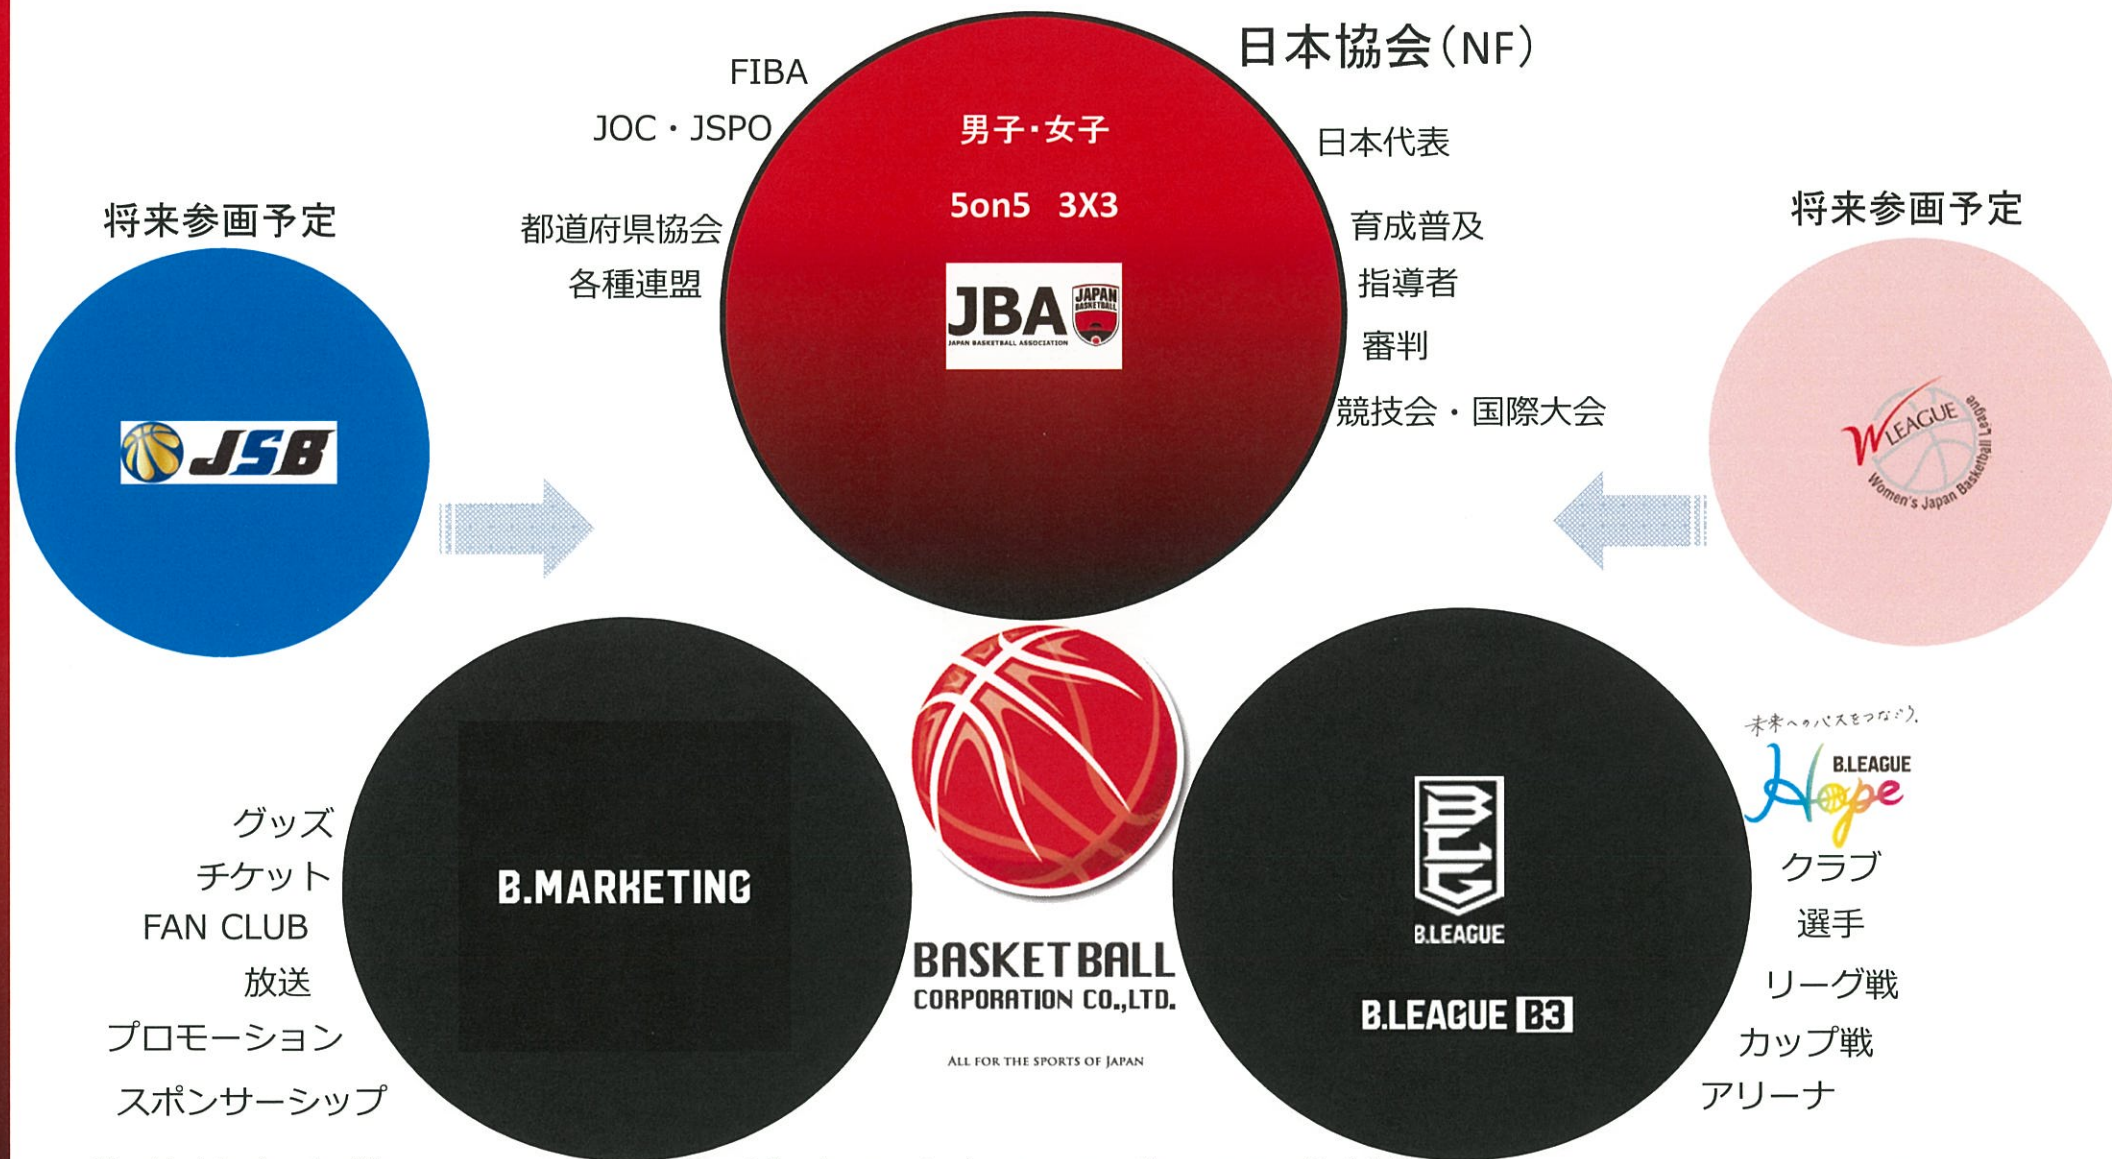 日本協会(NF)
FIBA
JOC・JSPO
都道府県協会
各種連盟
男子・女子
5on5 3X3
JBA
JAPAN BASKETBALL ASSOCIATION
JAPAN
BASKETBALL
日本代表
育成普及
指導者
審判
競技会・国際大会
将来参画予定
JSB
将来参画予定
W LEAGUE
Women's Japan Basketball League
グッズ
チケット
FAN CLUB
放送
プロモーション
スポンサーシップ
B.MARKETING
BASKETBALL
CORPORATION CO.,LTD.
ALL FOR THE SPORTS OF JAPAN
BLG
B.LEAGUE
B.LEAGUE B3
未来へのパスをつなごう。
B.LEAGUE
Hope
クラブ
選手
リーグ戦
カップ戦
アリーナ